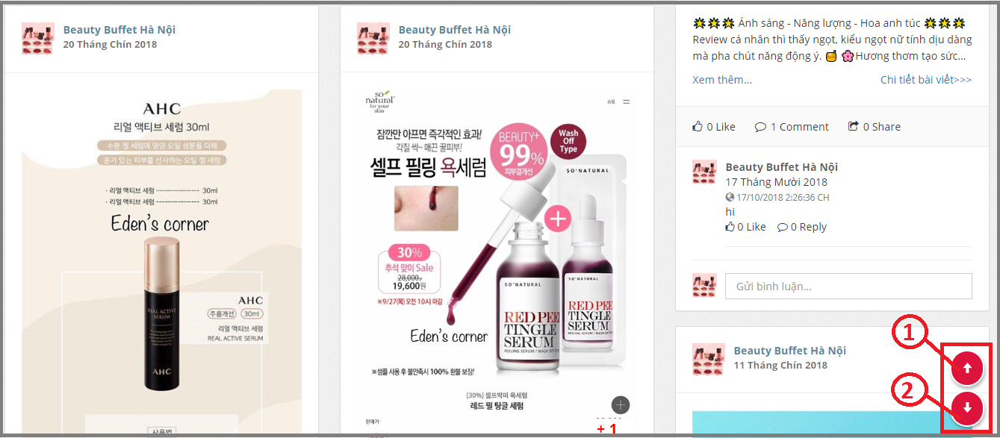 Beauty Buffet Hà Nội
20 Tháng Chín 2018
AHC
리얼 액티브 세럼 30ml
수분 젤 세럼에 영양 오일 성분을 더해
온기 있는 피부를 선사하는 오일 젤 세럼
· 리얼 액티브 세럼 --------------- 30ml
· 리얼 액티브 세럼 --------------- 30ml
Eden's corner
REAL ACTIVE
SERUM
AHC
AHC
주름개선 30ml
리얼 액티브 세럼
REAL ACTIVE SERUM
사용법
Beauty Buffet Hà Nội
20 Tháng Chín 2018
so
natural
for your
skin
쇼핑
잠깐만 아프면 즉각적인 효과!
각질 싹~ 매끈 꿀피부!
셀프 필링 욕세럼
BEAUTY+
99%
피부결개선
Wash
Off
Type
SO'NATURAL
30%
추석 맞이 Sale
28,000
19,600원
※9/27(목) 오전 10시 마감
Eden's corner
SO'NATURAL
RED PEE
TINGLE
SERUM
PEELING SERUM / WASH OFF
SO'NATURAL
RED PEE
TINGLE
SERUM
PEELING SERUM / WASH OFF
※샘플 사용 후 불만족시 100% 환불 보장!
[30%] 셀프박피 욕세럼
레드 필 팅글 세럼
판매가
+ 1
🌟🌟🌟 Ánh sáng - Năng lượng - Hoa anh túc 🌟🌟🌟
Review cá nhân thì thấy ngọt, kiểu ngọt nữ tính dịu dàng
mà pha chút năng động ý. 🍯 🌸Hương thơm tạo sức...
Xem thêm... Chi tiết bài viết>>>
0 Like 1 Comment 0 Share
Beauty Buffet Hà Nội
17 Tháng Mười 2018
17/10/2018 2:26:36 CH
hi
0 Like 0 Reply
Gửi bình luận...
1
Beauty Buffet Hà Nội
11 Tháng Chín 2018
2